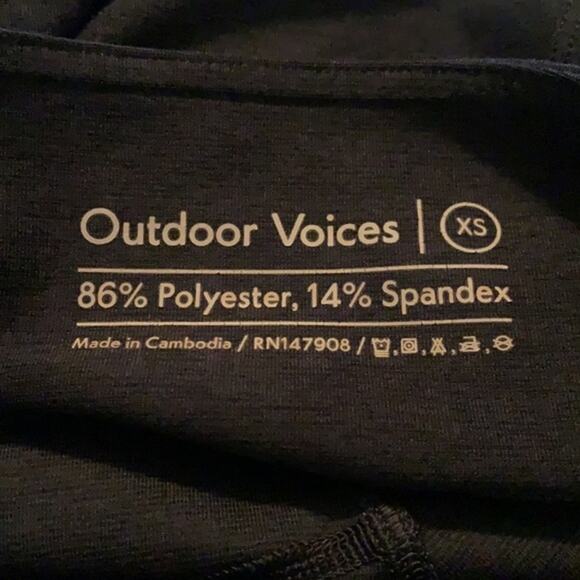 Outdoor Voices | XS
86% Polyester, 14% Spandex
Made in Cambodia / RN147908 /